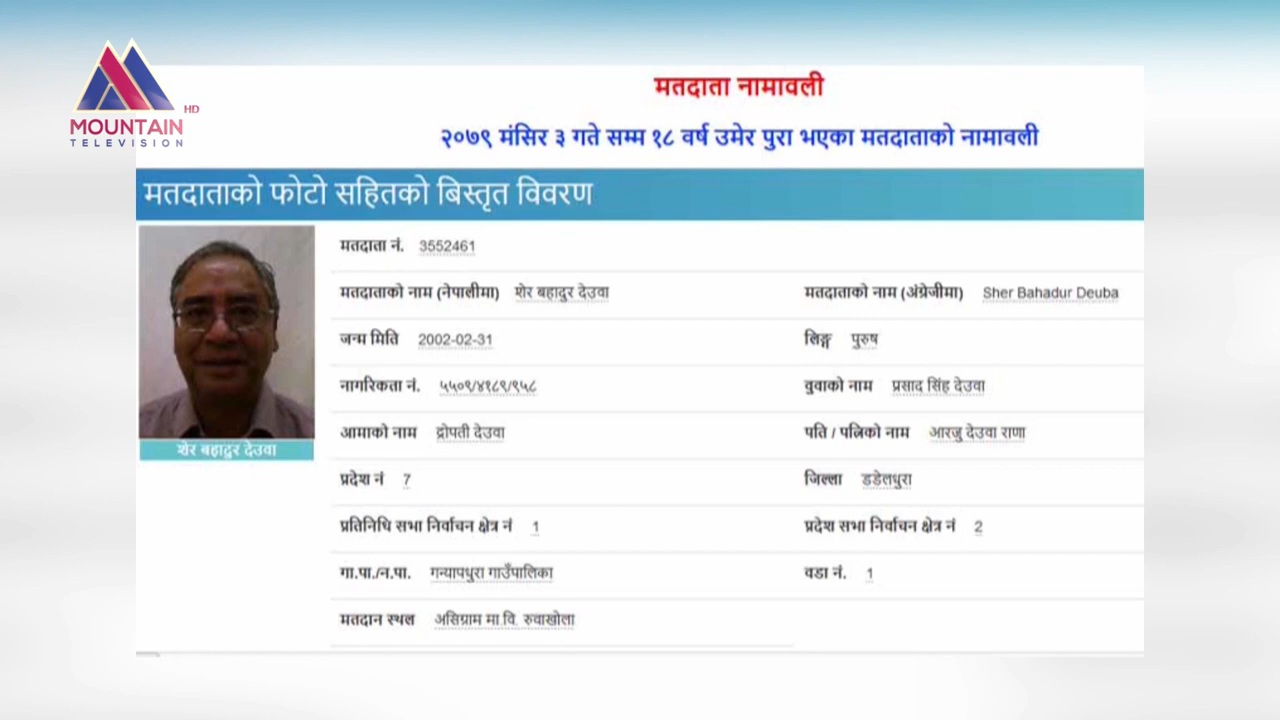 MOUNTAIN HD
TELEVISION
मतदाता नामावली
२०७९ मंसिर ३ गते सम्म १८ वर्ष उमेर पुरा भएका मतदाताको नामावली
मतदाताको फोटो सहितको बिस्तृत विवरण
मतदाता नं. 3552461
मतदाताको नाम (नेपालीमा) शेर बहादुर देउवा मतदाताको नाम (अंग्रेजीमा) Sher Bahadur Deuba
जन्म मिति 2002-02-31 लिङ्ग पुरुष
नागरिकता नं. ५५०९/४१८९/९५८ वुवाको नाम प्रसाद सिंह देउवा
आमाको नाम द्रोपती देउवा पति / पत्निको नाम आरजु देउवा राणा
शेर बहादुर देउवा
प्रदेश नं 7 जिल्ला डडेलधुरा
प्रतिनिधि सभा निर्वाचन क्षेत्र नं 1 प्रदेश सभा निर्वाचन क्षेत्र नं 2
गा.पा./न.पा. गन्यापधुरा गाउँपालिका वडा नं. 1
मतदान स्थल असिग्राम मा.वि. रुवाखोला